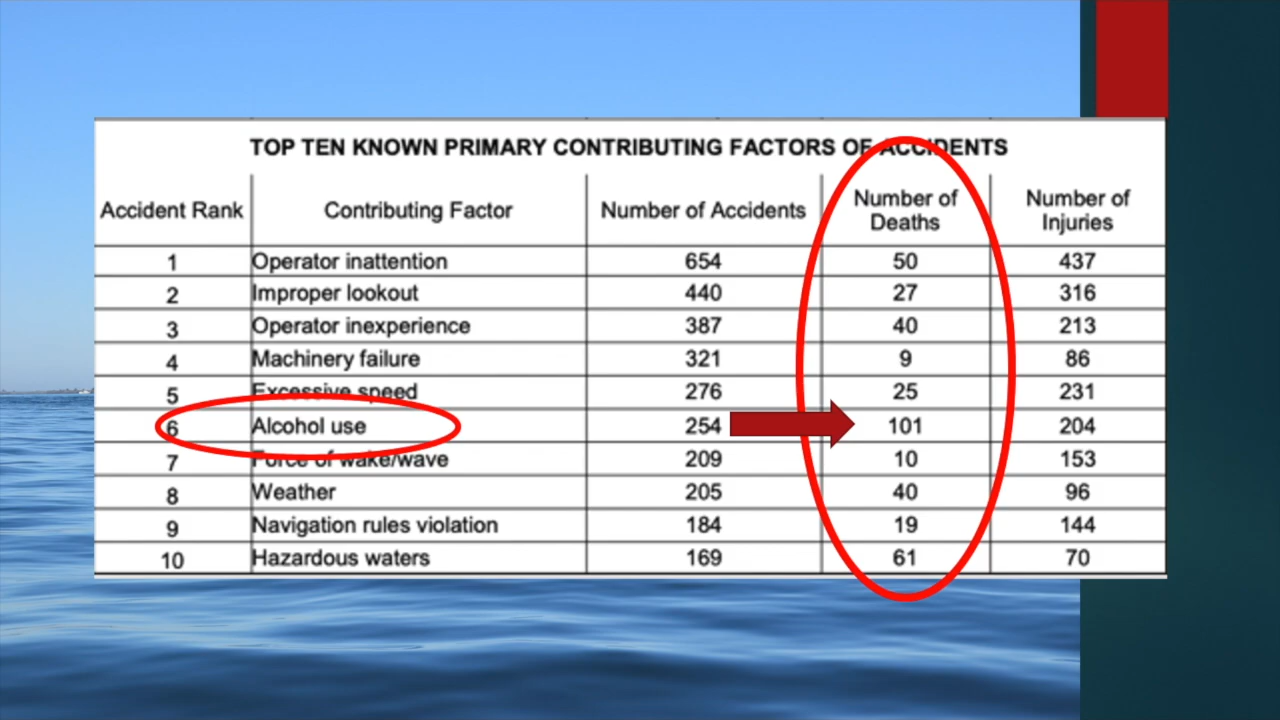 TOP TEN KNOWN PRIMARY CONTRIBUTING FACTORS OF ACCIDENTS
Accident Rank Contributing Factor Number of Accidents Number of Deaths Number of Injuries
1 Operator inattention 654 50 437
2 Improper lookout 440 27 316
3 Operator inexperience 387 40 213
4 Machinery failure 321 9 86
5 Excessive speed 276 25 231
6 Alcohol use 254 101 204
7 Force of wake/wave 209 10 153
8 Weather 205 40 96
9 Navigation rules violation 184 19 144
10 Hazardous waters 169 61 70